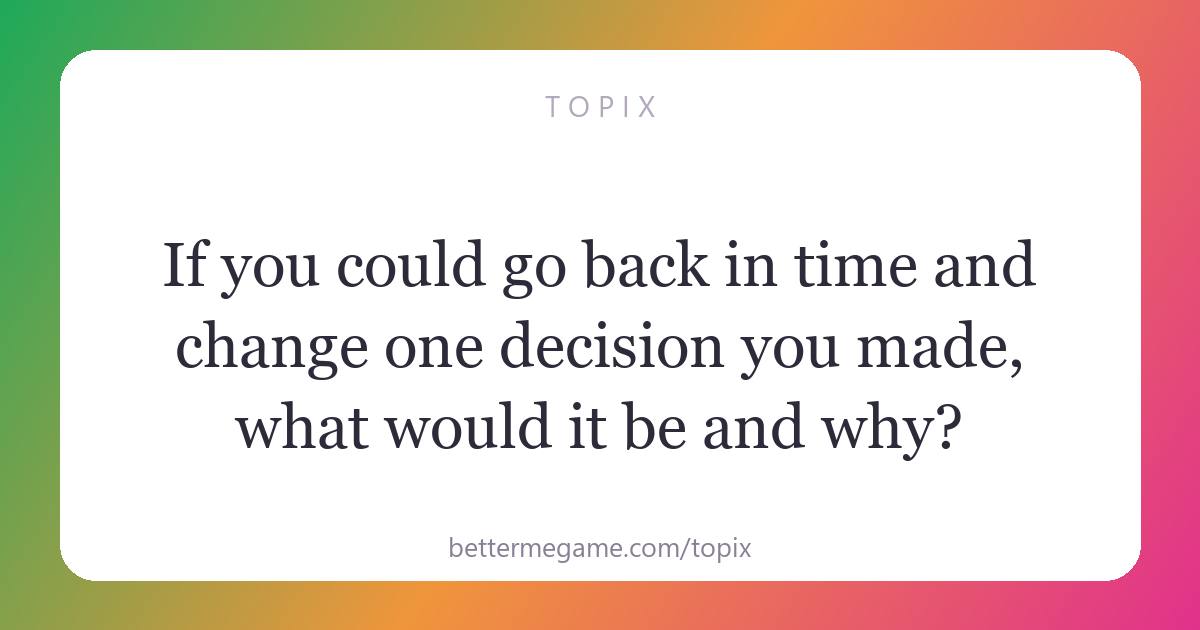 TOPIX
If you could go back in time and
change one decision you made,
what would it be and why?
bettermegame.com/topix